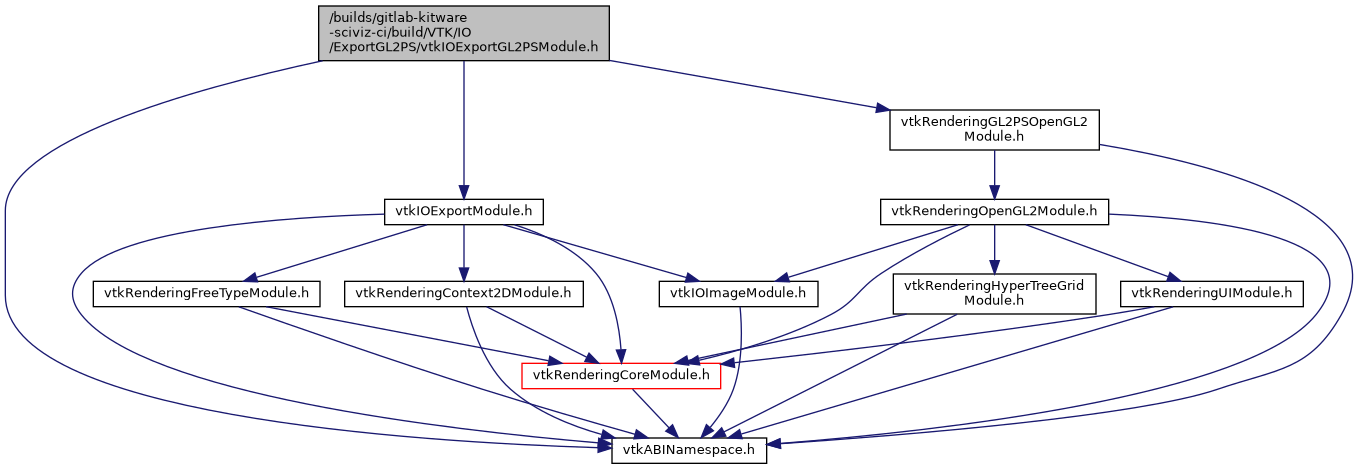 /builds/gitlab-kitware
-sciviz-ci/build/VTK/IO
/ExportGL2PS/vtkIOExportGL2PSModule.h
vtkRenderingGL2PSOpenGL2
Module.h
vtkIOExportModule.h
vtkRenderingOpenGL2Module.h
vtkRenderingFreeTypeModule.h
vtkRenderingContext2DModule.h
vtkIOImageModule.h
vtkRenderingHyperTreeGrid
Module.h
vtkRenderingUIModule.h
vtkRenderingCoreModule.h
vtkABINamespace.h